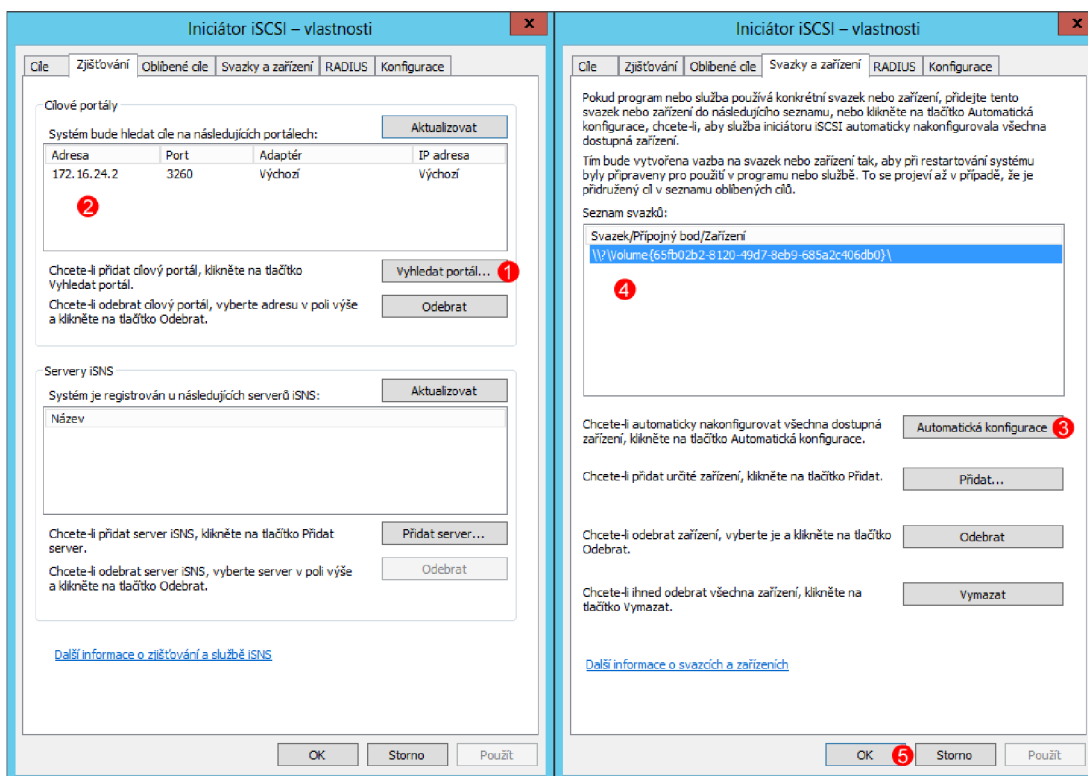 Iniciátor iSCSI – vlastnosti
x
Cíle
Zjišťování
Oblíbené cíle
Svazky a zařízení
RADIUS
Konfigurace
Cílové portály
Systém bude hledat cíle na následujících portálech:
Aktualizovat
Adresa Port Adaptér IP adresa
172.16.24.2 3260 Výchozí Výchozí
2
Chcete-li přidat cílový portál, klikněte na tlačítko
Vyhledat portál.
Vyhledat portál...
1
Chcete-li odebrat cílový portál, vyberte adresu v poli výše
a klikněte na tlačítko Odebrat.
Odebrat
Servery iSNS
Systém je registrován u následujících serverů iSNS:
Aktualizovat
Název
Chcete-li přidat server iSNS, klikněte na tlačítko Přidat
server.
Přidat server...
Chcete-li odebrat server iSNS, vyberte server v poli výše
a klikněte na tlačítko Odebrat.
Odebrat
Další informace o zjišťování a službě iSNS
OK
Storno
Použít
Iniciátor iSCSI – vlastnosti
x
Cíle
Zjišťování
Oblíbené cíle
Svazky a zařízení
RADIUS
Konfigurace
Pokud program nebo služba používá konkrétní svazek nebo zařízení, přidejte tento
svazek nebo zařízení do následujícího seznamu, nebo klikněte na tlačítko Automatická
konfigurace, chcete-li, aby služba iniciátoru iSCSI automaticky nakonfigurovala všechna
dostupná zařízení.
Tím bude vytvořena vazba na svazek nebo zařízení tak, aby při restartování systému
byly připraveny pro použití v programu nebo službě. To se projeví až v případě, že je
přidružený cíl v seznamu oblíbených cílů.
Seznam svazků:
Svazek/Přípojný bod/Zařízení
\\?\Volume{65fb02b2-8120-49d7-8eb9-685a2c406db0}\
4
Chcete-li automaticky nakonfigurovat všechna dostupná
zařízení, klikněte na tlačítko Automatická konfigurace.
Automatická konfigurace
3
Chcete-li přidat určité zařízení, klikněte na tlačítko Přidat.
Přidat...
Chcete-li odebrat zařízení, vyberte je a klikněte na tlačítko
Odebrat.
Odebrat
Chcete-li ihned odebrat všechna zařízení, klikněte na
tlačítko Vymazat.
Vymazat
Další informace o svazcích a zařízeních
OK
5
Storno
Použít